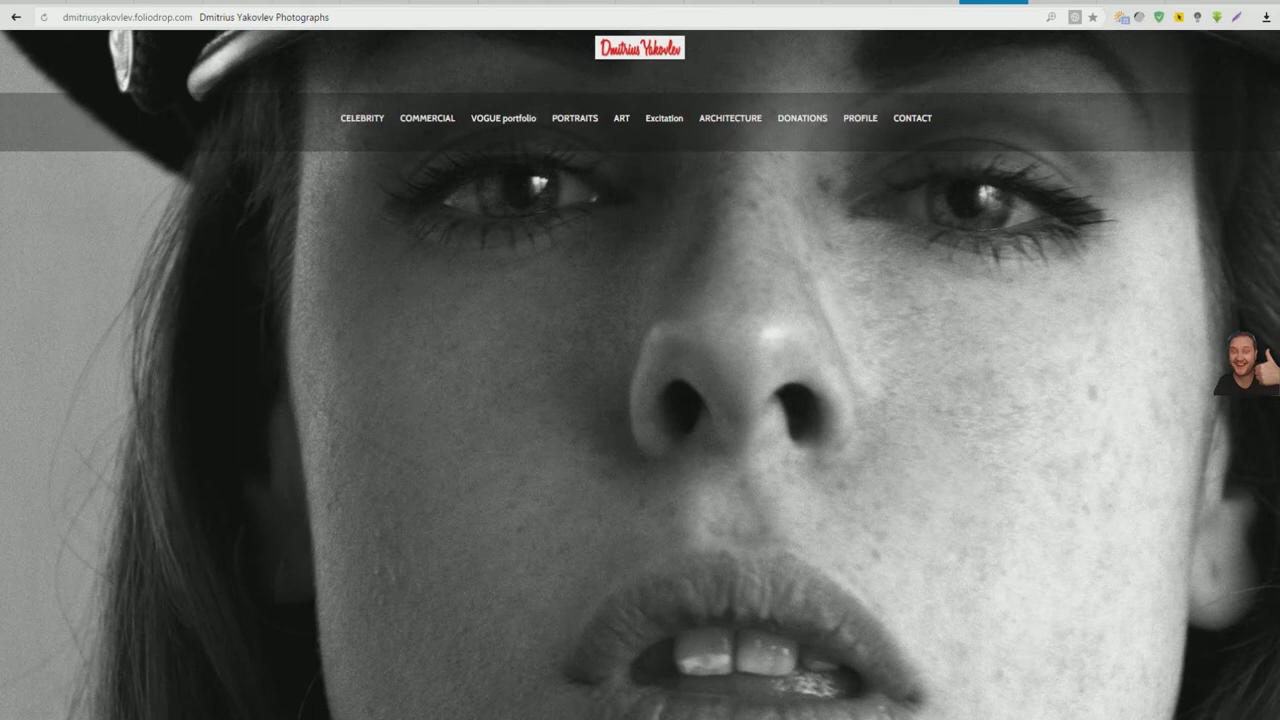 dmitriusyakovlev.foliodrop.com Dmitrius Yakovlev Photographs
Dmitrius Yakovlev
CELEBRITY COMMERCIAL VOGUE portfolio PORTRAITS ART Excitation ARCHITECTURE DONATIONS PROFILE CONTACT